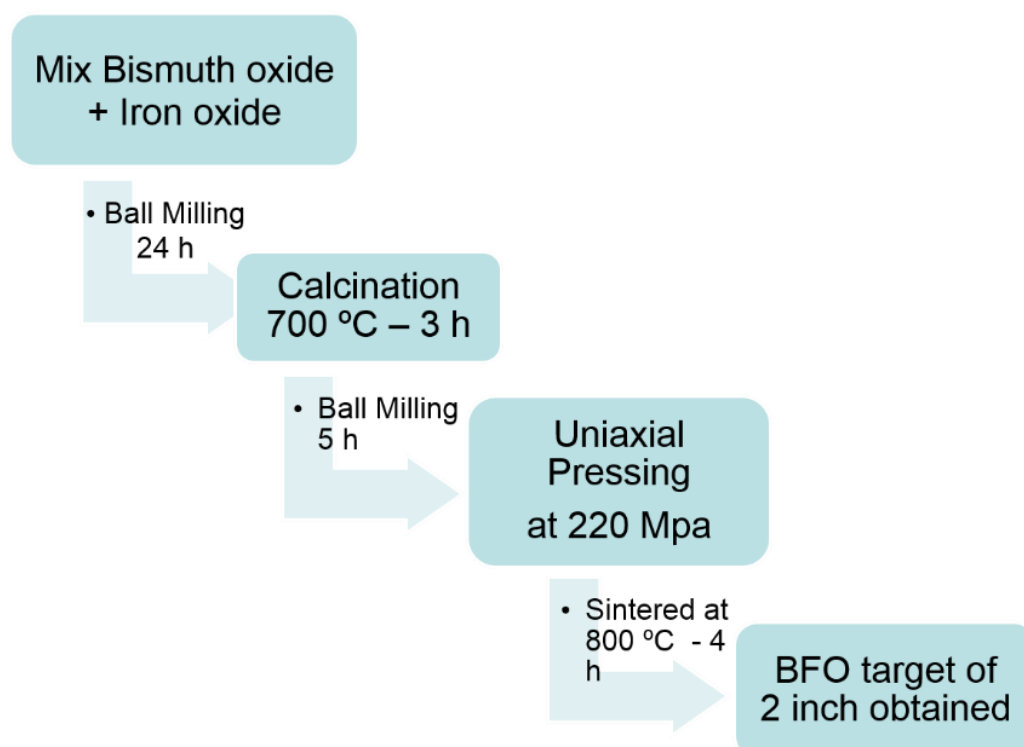 Mix Bismuth oxide
+ Iron oxide
• Ball Milling
24 h
Calcination
700 ºC – 3 h
• Ball Milling
5 h
Uniaxial
Pressing
at 220 Mpa
• Sintered at
800 ºC - 4
h
BFO target of
2 inch obtained